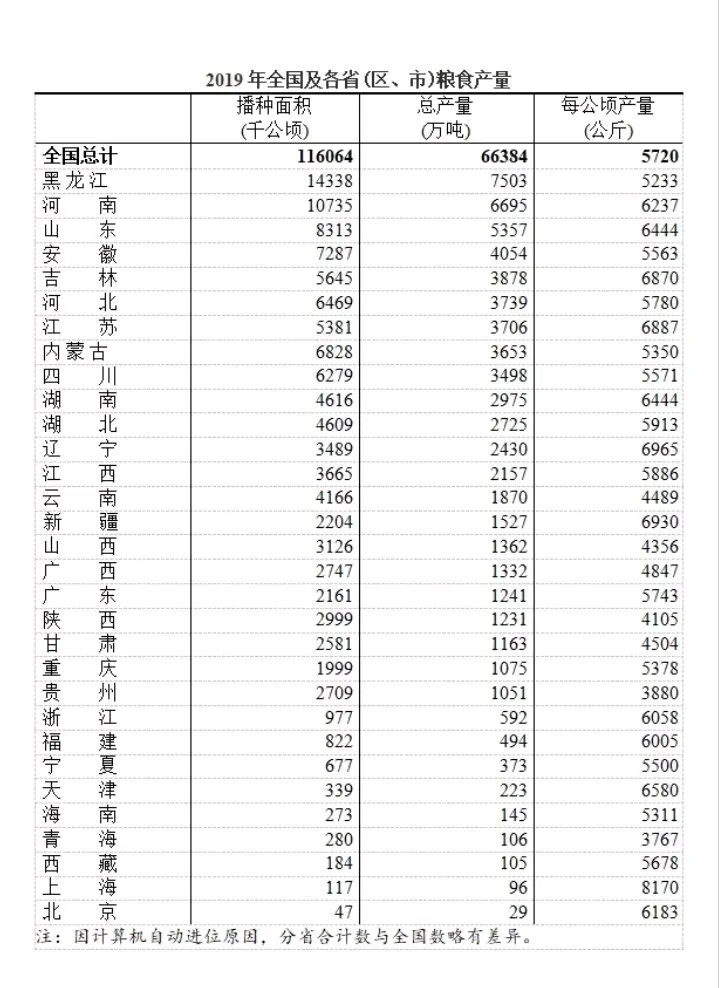 2019 年全国及各省(区、市)粮食产量
播种面积 总产量 每公顷产量
(千公顷) (万吨) (公斤)
全国总计 116064 66384 5720
黑龙江 14338 7503 5233
河南 10735 6695 6237
山东 8313 5357 6444
安徽 7287 4054 5563
吉林 5645 3878 6870
河北 6469 3739 5780
江苏 5381 3706 6887
内蒙古 6828 3653 5350
四川 6279 3498 5571
湖南 4616 2975 6444
湖北 4609 2725 5913
辽宁 3489 2430 6965
江西 3665 2157 5886
云南 4166 1870 4489
新疆 2204 1527 6930
山西 3126 1362 4356
广西 2747 1332 4847
广东 2161 1241 5743
陕西 2999 1231 4105
甘肃 2581 1163 4504
重庆 1999 1075 5378
贵州 2709 1051 3880
浙江 977 592 6058
福建 822 494 6005
宁夏 677 373 5500
天津 339 223 6580
海南 273 145 5311
青海 280 106 3767
西藏 184 105 5678
上海 117 96 8170
北京 47 29 6183
注：因计算机自动进位原因，分省合计数与全国数略有差异。